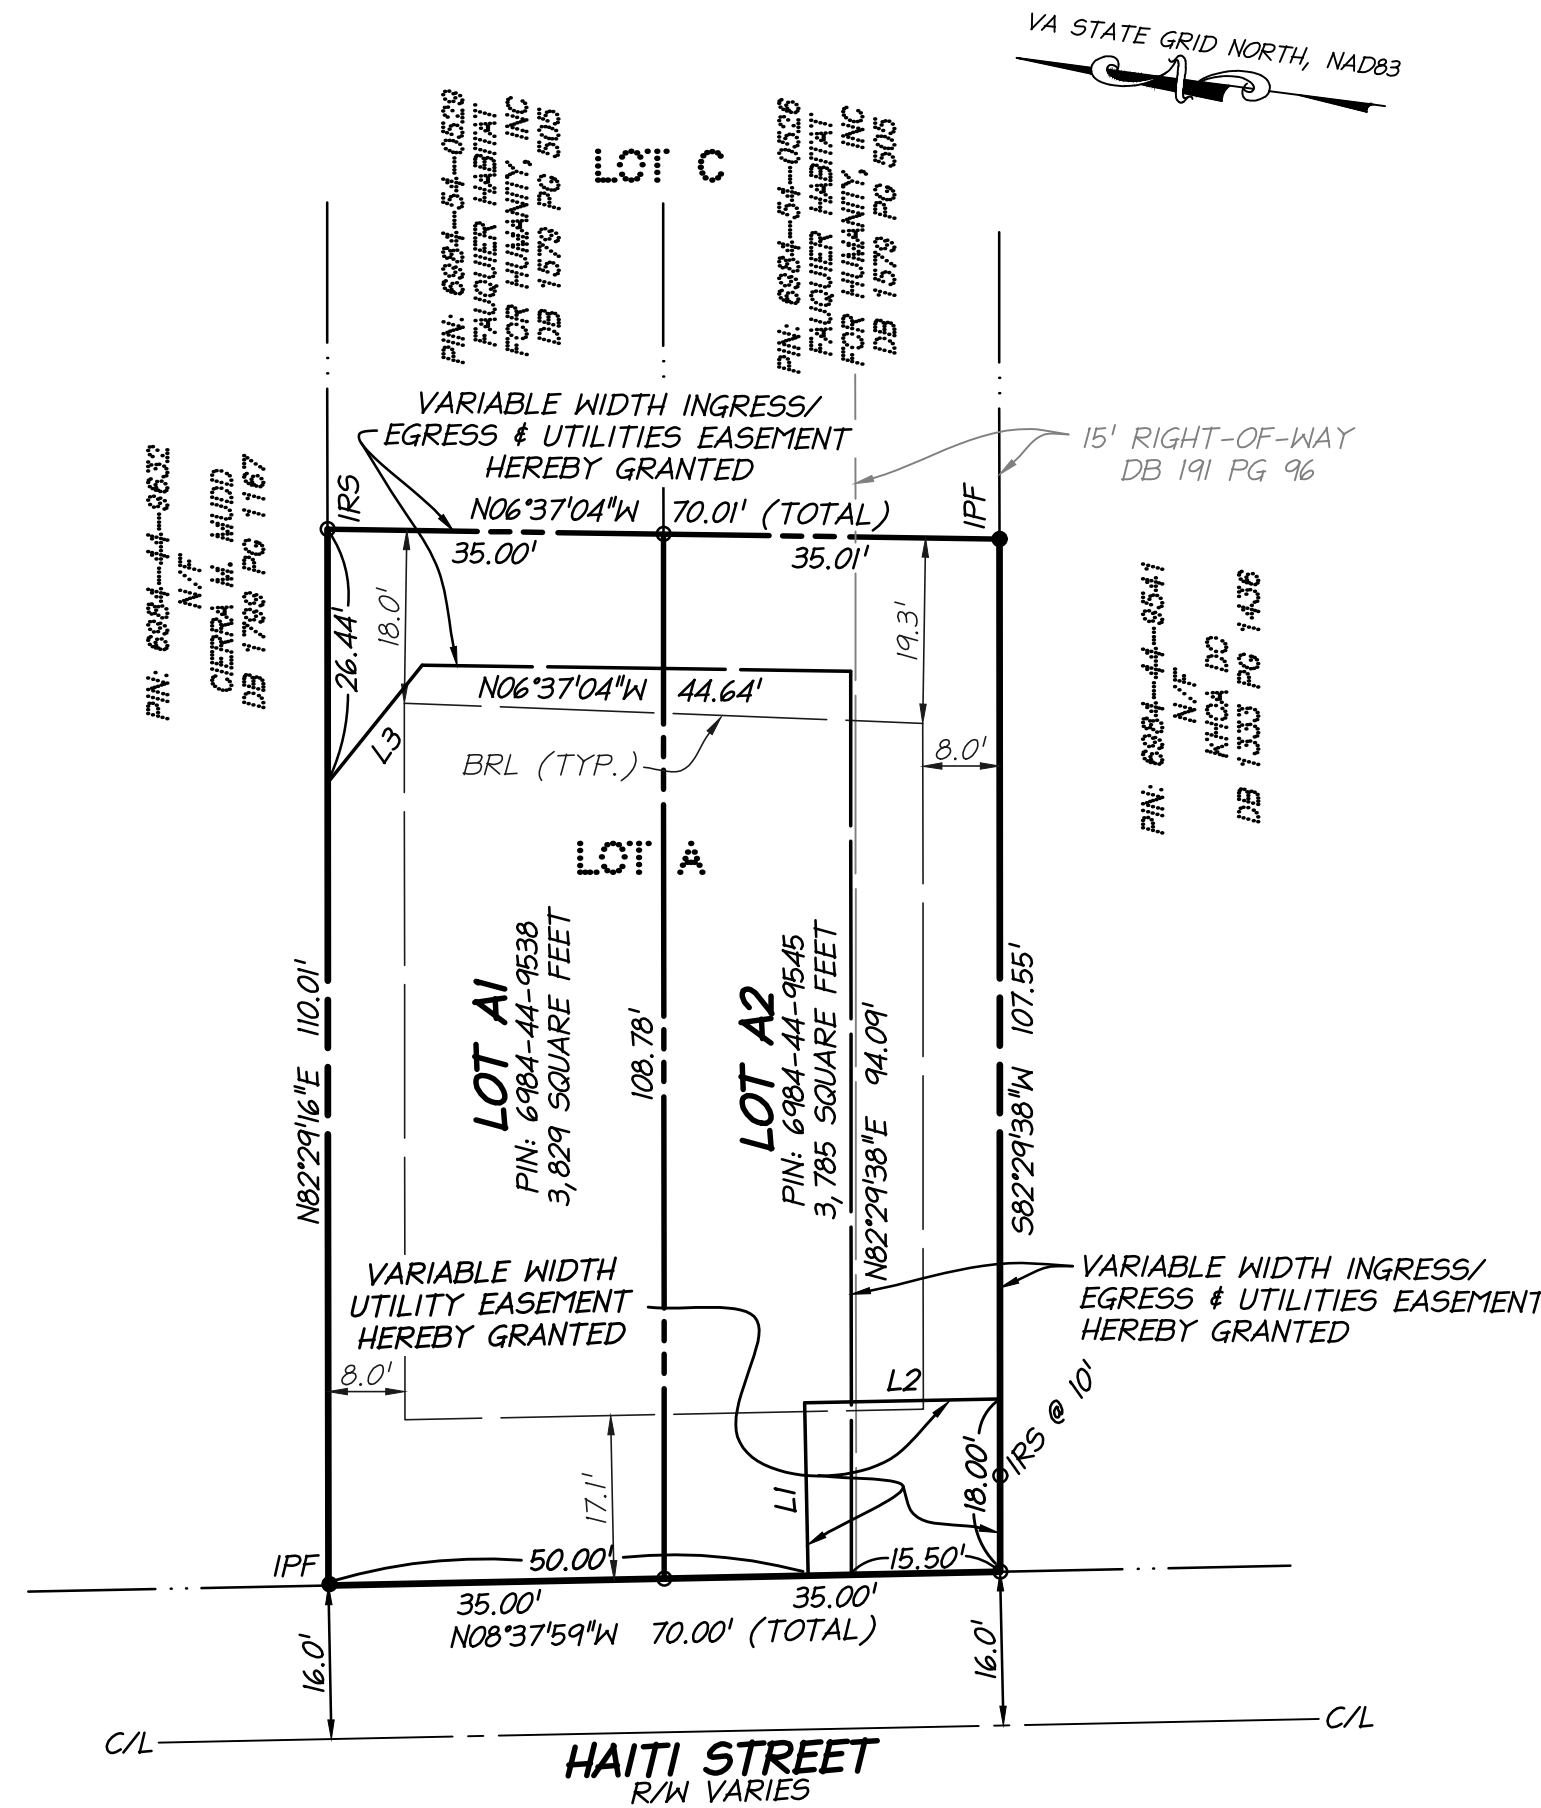 VA STATE GRID NORTH, NAD83
PIN: 6984-54-0529
FAUQUIER HABITAT
FOR HUMANITY, INC
DB 1579 PG 505
LOT C
PIN: 6984-54-0526
FAUQUIER HABITAT
FOR HUMANITY, INC
DB 1579 PG 505
VARIABLE WIDTH INGRESS/
EGRESS & UTILITIES EASEMENT
HEREBY GRANTED
15' RIGHT-OF-WAY
DB 191 PG 96
IRS
N06°37'04"W 70.01' (TOTAL)
IPF
35.00'
35.01'
PIN: 6984-44-9632
N/F
CIERRA M. MUDD
DB 1798 PG 1167
26.44'
18.0'
19.3'
PIN: 6984-44-9541
N/F
KHOA DO
DB 1333 PG 1436
N06°37'04"W 44.64'
L3
BRL (TYP.)
8.0'
LOT A
N82°29'16"E 110.01'
LOT A1
PIN: 6984-44-9538
3,829 SQUARE FEET
108.78'
LOT A2
PIN: 6984-44-9545
3,785 SQUARE FEET
N82°29'38"E 94.09'
S82°29'38"W 107.55'
VARIABLE WIDTH
UTILITY EASEMENT
HEREBY GRANTED
VARIABLE WIDTH INGRESS/
EGRESS & UTILITIES EASEMENT
HEREBY GRANTED
8.0'
L2
IRS @ 10'
17.1'
L1
18.00'
IPF
50.00'
15.50'
35.00'
35.00'
N08°37'59"W 70.00' (TOTAL)
16.0'
16.0'
C/L
C/L
HAITI STREET
R/W VARIES